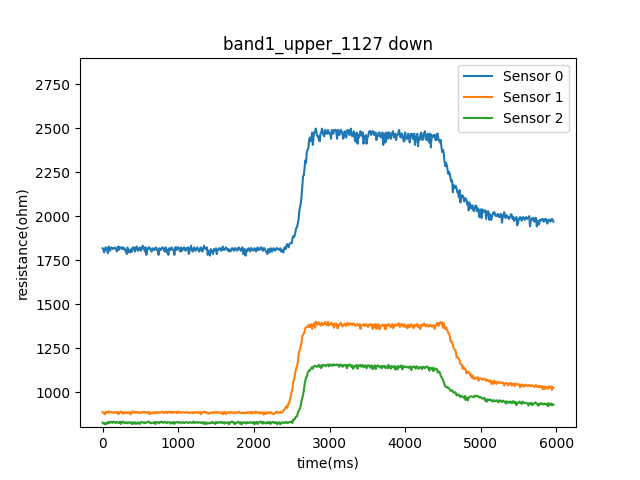 band1_upper_1127 down
Sensor 0
Sensor 1
Sensor 2
resistance(ohm)
2750
2500
2250
2000
1750
1500
1250
1000
0 1000 2000 3000 4000 5000 6000
time(ms)